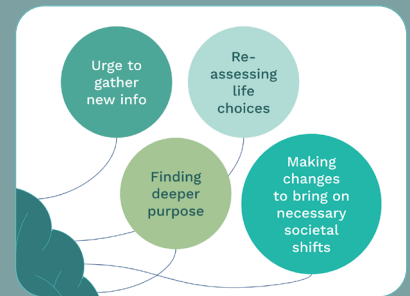 Urge to
gather
new info
Re-
assessing
life
choices
Finding
deeper
purpose
Making
changes
to bring on
necessary
societal
shifts